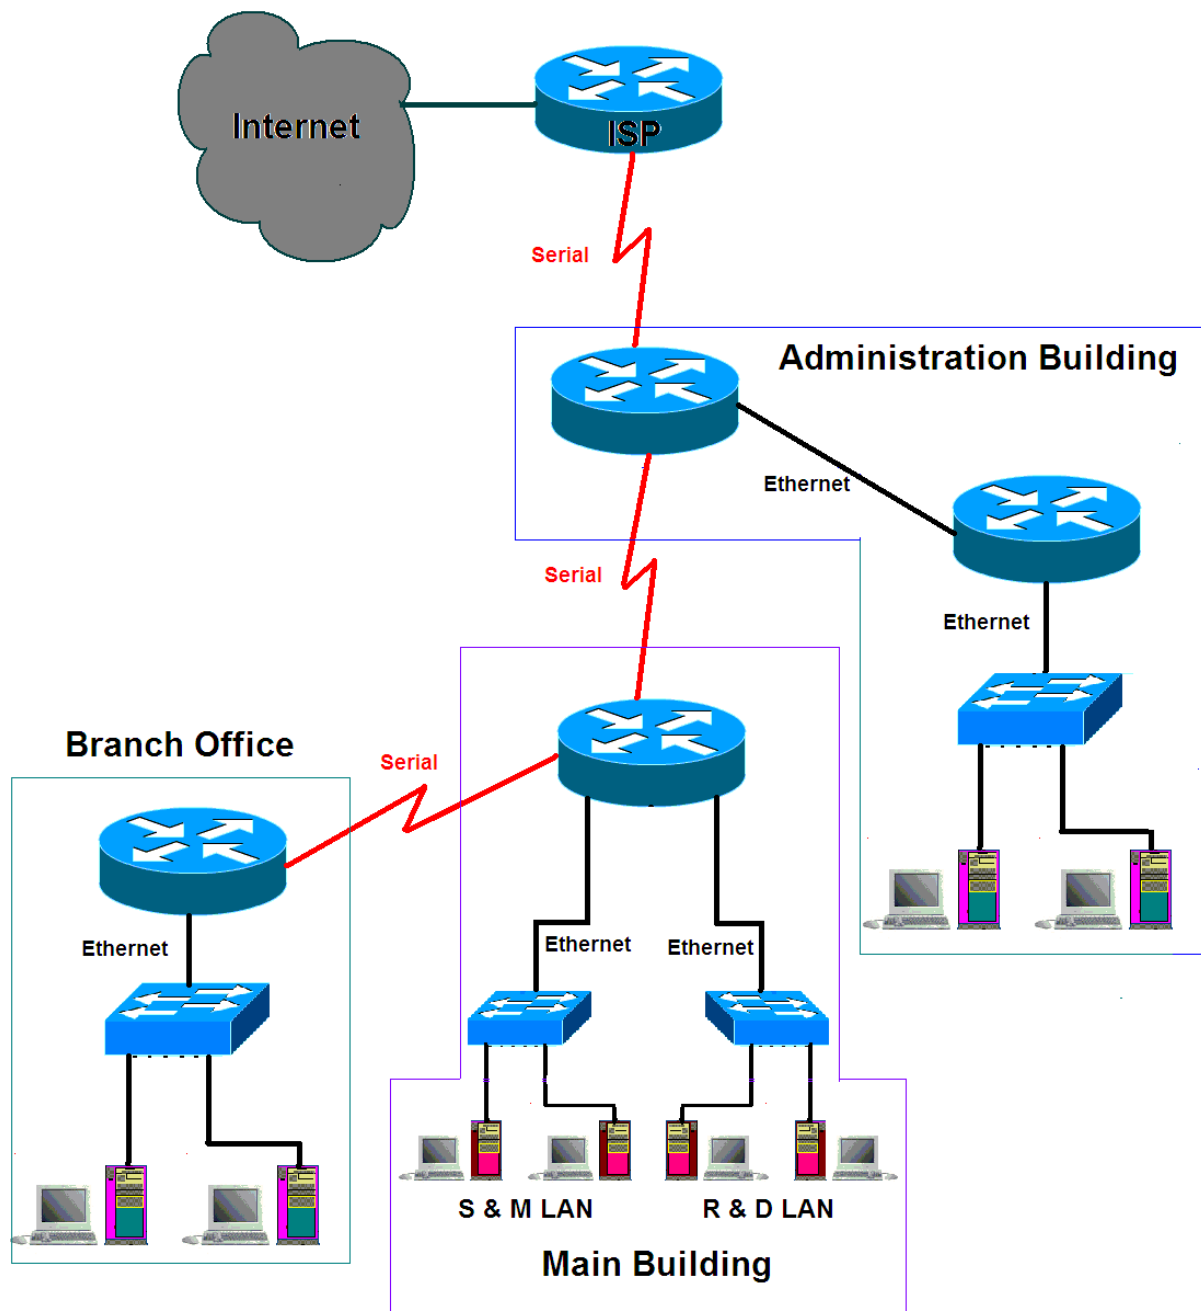 Internet
ISP
Serial
Administration Building
Ethernet
Serial
Ethernet
Branch Office
Serial
Ethernet
Ethernet
Ethernet
S & M LAN
R & D LAN
Main Building